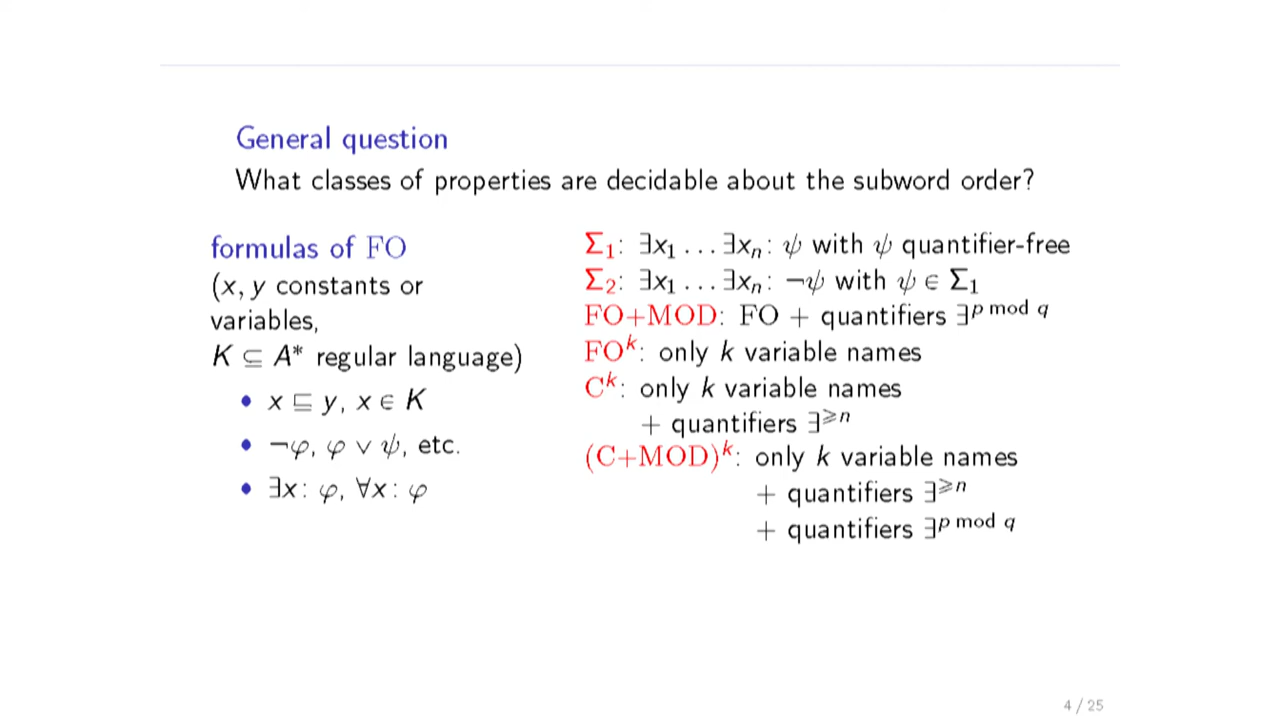 General question
What classes of properties are decidable about the subword order?
formulas of FO
(x, y constants or
variables,
K ⊆ A* regular language)
• x ⊑ y, x ∈ K
• ¬φ, φ ∨ ψ, etc.
• ∃x: φ, ∀x: φ
Σ₁: ∃x₁ … ∃xₙ: ψ with ψ quantifier-free
Σ₂: ∃x₁ … ∃xₙ: ¬ψ with ψ ∈ Σ₁
FO+MOD: FO + quantifiers ∃^{p mod q}
FO^k: only k variable names
C^k: only k variable names
+ quantifiers ∃^{⩾n}
(C+MOD)^k: only k variable names
+ quantifiers ∃^{⩾n}
+ quantifiers ∃^{p mod q}
4 / 25